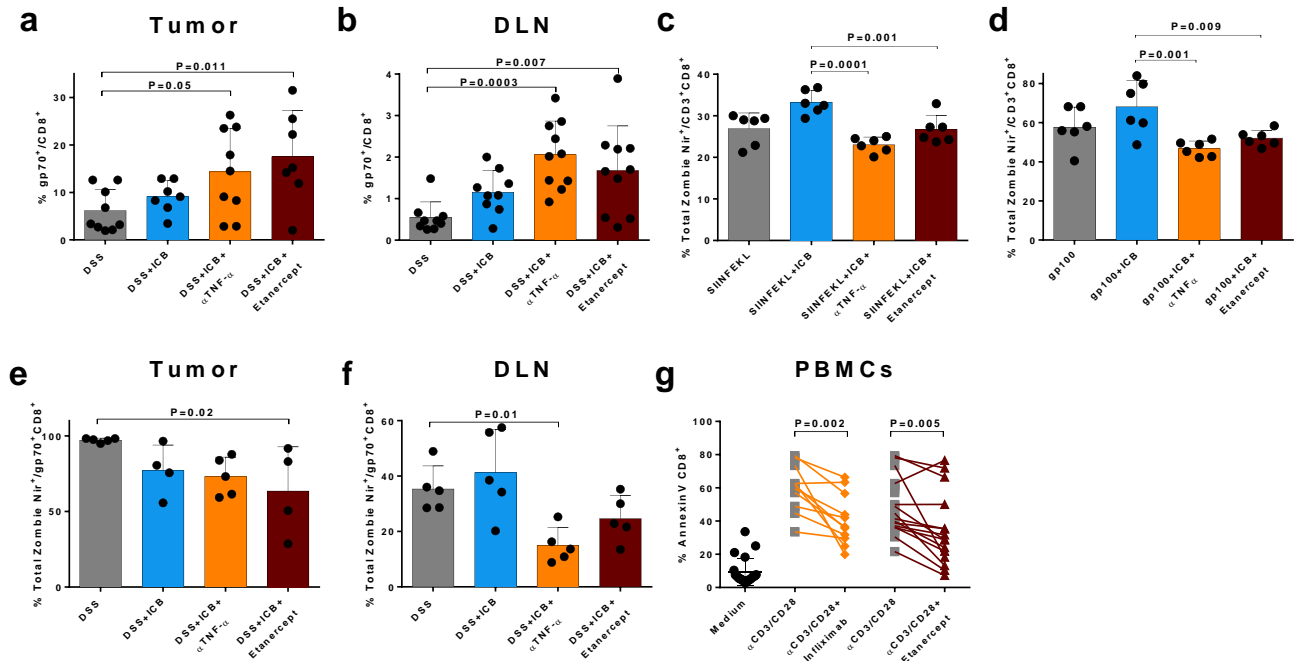 a
Tumor
% gp70⁺/CD8⁺
P=0.011
P=0.05
30
20
10
0
DSS
DSS+ICB
DSS+ICB+
αTNF-α
DSS+ICB+
Etanercept
b
DLN
% gp70⁺/CD8⁺
P=0.007
P=0.0003
4
3
2
1
0
DSS
DSS+ICB
DSS+ICB+
αTNF-α
DSS+ICB+
Etanercept
c
% Total Zombie Nir⁺/CD3⁺CD8⁺
P=0.001
P=0.0001
40
30
20
10
0
SIINFEKL
SIINFEKL+ICB
SIINFEKL+ICB+
αTNF-α
SIINFEKL+ICB+
Etanercept
d
% Total Zombie Nir⁺/CD3⁺CD8⁺
P=0.009
P=0.001
80
60
40
20
0
gp100
gp100+ICB
gp100+ICB+
αTNFα
gp100+ICB+
Etanercept
e
Tumor
% Total Zombie Nir⁺/gp70⁺CD8⁺
P=0.02
100
50
0
DSS
DSS+ICB
DSS+ICB+
αTNF-α
DSS+ICB+
Etanercept
f
DLN
% Total Zombie Nir⁺/gp70⁺CD8⁺
P=0.01
60
40
20
0
DSS
DSS+ICB
DSS+ICB+
αTNF-α
DSS+ICB+
Etanercept
g
PBMCs
% AnnexinV CD8⁺
P=0.002
P=0.005
100
80
60
40
20
0
Medium
αCD3/CD28
αCD3/CD28+
Infliximab
αCD3/CD28
αCD3/CD28+
Etanercept